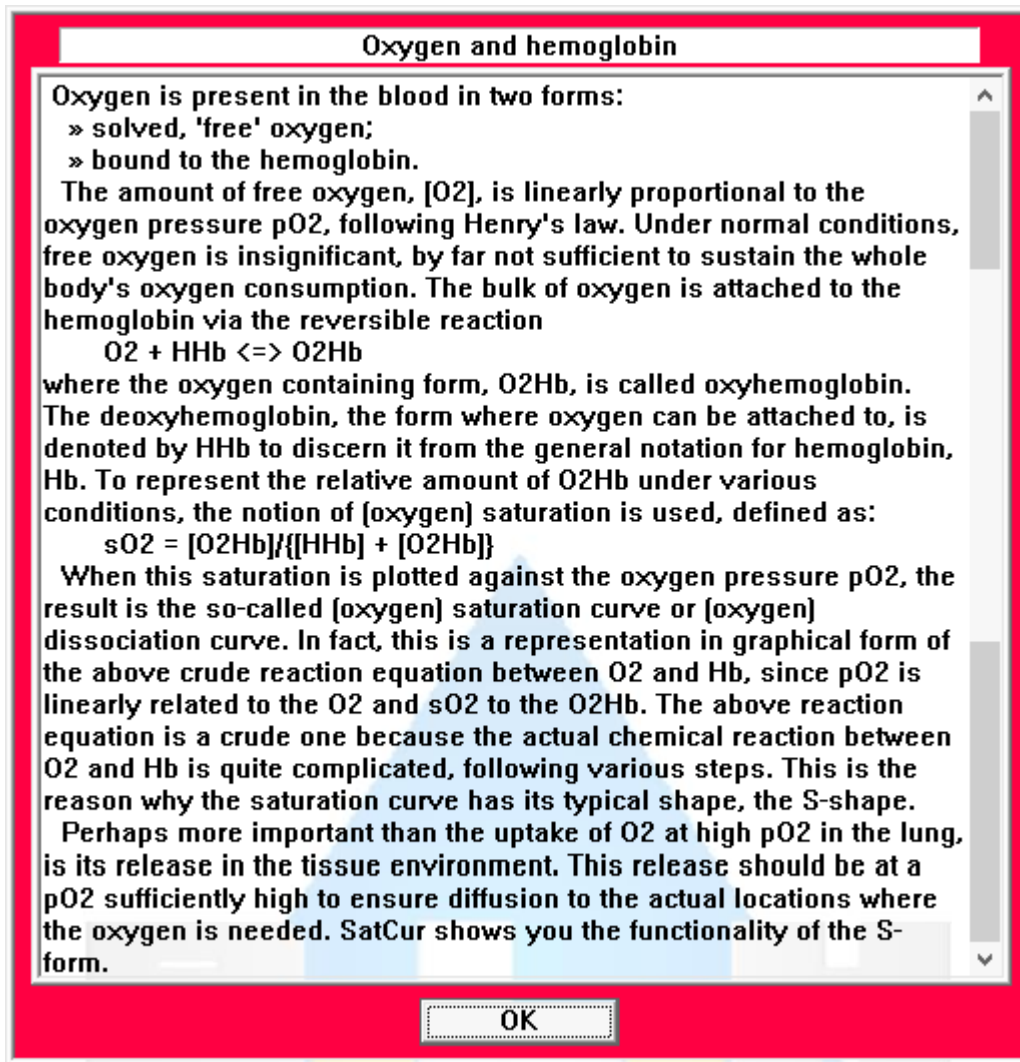 Oxygen and hemoglobin
Oxygen is present in the blood in two forms:
» solved, 'free' oxygen;
» bound to the hemoglobin.
The amount of free oxygen, [O2], is linearly proportional to the
oxygen pressure pO2, following Henry's law. Under normal conditions,
free oxygen is insignificant, by far not sufficient to sustain the whole
body's oxygen consumption. The bulk of oxygen is attached to the
hemoglobin via the reversible reaction
O2 + HHb <=> O2Hb
where the oxygen containing form, O2Hb, is called oxyhemoglobin.
The deoxyhemoglobin, the form where oxygen can be attached to, is
denoted by HHb to discern it from the general notation for hemoglobin,
Hb. To represent the relative amount of O2Hb under various
conditions, the notion of (oxygen) saturation is used, defined as:
sO2 = [O2Hb]/{[HHb] + [O2Hb]}
When this saturation is plotted against the oxygen pressure pO2, the
result is the so-called (oxygen) saturation curve or (oxygen)
dissociation curve. In fact, this is a representation in graphical form of
the above crude reaction equation between O2 and Hb, since pO2 is
linearly related to the O2 and sO2 to the O2Hb. The above reaction
equation is a crude one because the actual chemical reaction between
O2 and Hb is quite complicated, following various steps. This is the
reason why the saturation curve has its typical shape, the S-shape.
Perhaps more important than the uptake of O2 at high pO2 in the lung,
is its release in the tissue environment. This release should be at a
pO2 sufficiently high to ensure diffusion to the actual locations where
the oxygen is needed. SatCur shows you the functionality of the S-
form.
OK